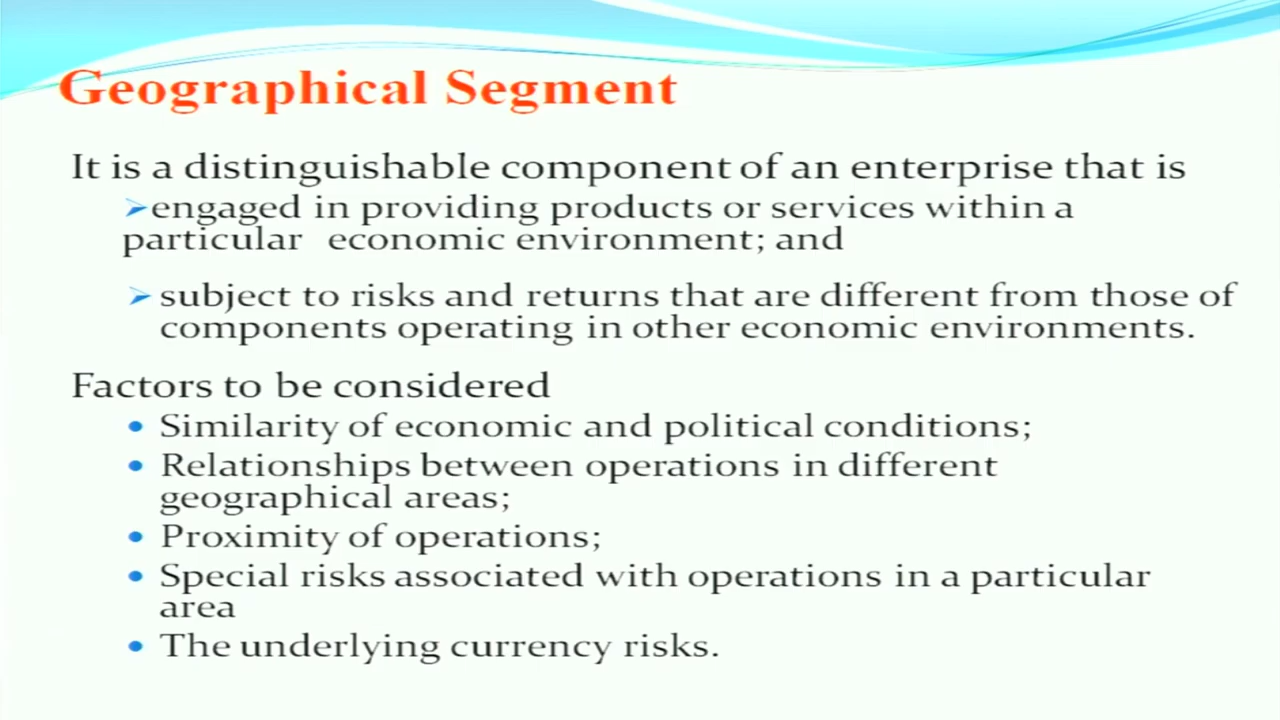 Geographical Segment
It is a distinguishable component of an enterprise that is
➢engaged in providing products or services within a
particular economic environment; and
➢ subject to risks and returns that are different from those of
components operating in other economic environments.
Factors to be considered
• Similarity of economic and political conditions;
• Relationships between operations in different
geographical areas;
• Proximity of operations;
• Special risks associated with operations in a particular
area
• The underlying currency risks.